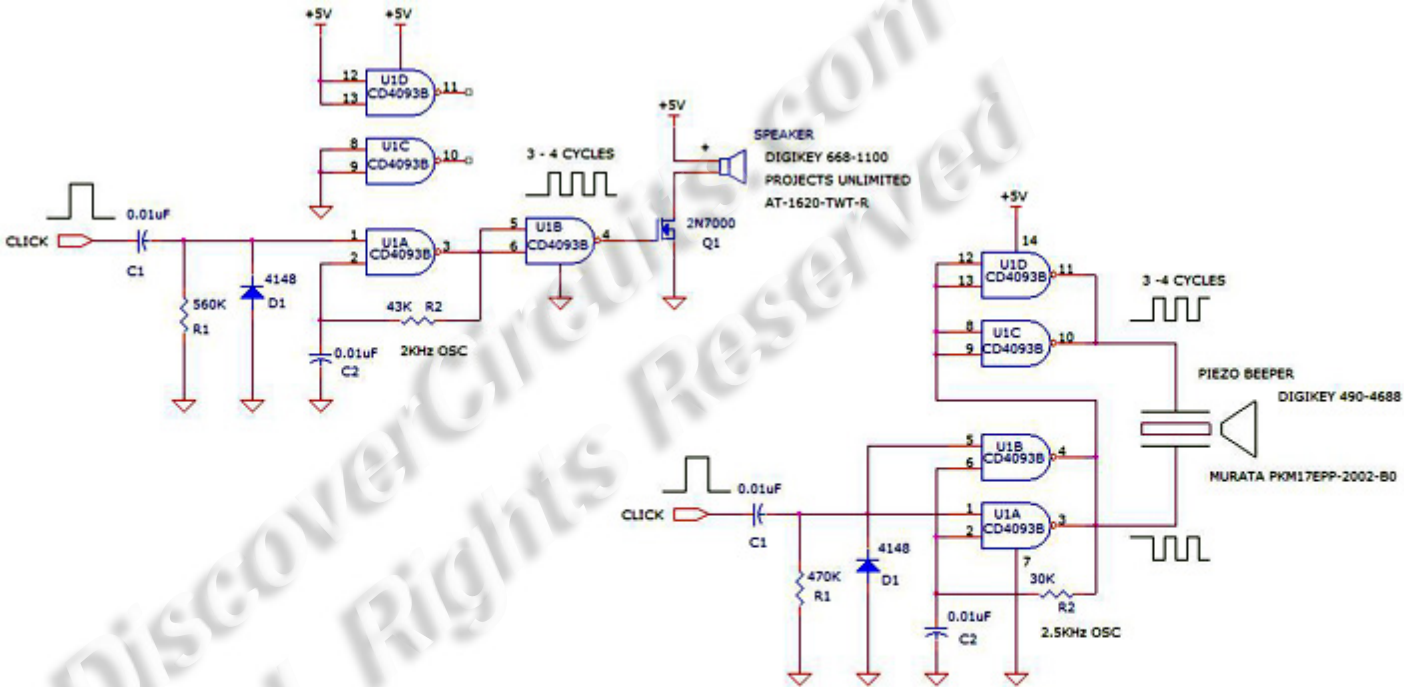 +5V
+5V
12
13
U1D
CD4093B
11
8
9
U1C
CD4093B
10
CLICK
0.01uF
C1
560K
R1
4148
D1
1
2
U1A
CD4093B
3
43K R2
2KHz OSC
0.01uF
C2
3 - 4 CYCLES
5
6
U1B
CD4093B
4
+5V
+
SPEAKER
DIGIKEY 668-1100
PROJECTS UNLIMITED
AT-1620-TWT-R
2N7000
Q1
+5V
14
12
13
U1D
CD4093B
11
8
9
U1C
CD4093B
10
3 -4 CYCLES
PIEZO BEEPER
DIGIKEY 490-4688
MURATA PKM17EPP-2002-B0
5
6
U1B
CD4093B
4
CLICK
0.01uF
C1
470K
R1
4148
D1
1
2
U1A
CD4093B
3
7
30K
R2
2.5KHz OSC
0.01uF
C2
DiscoverCircuits.com
Rights Reserved